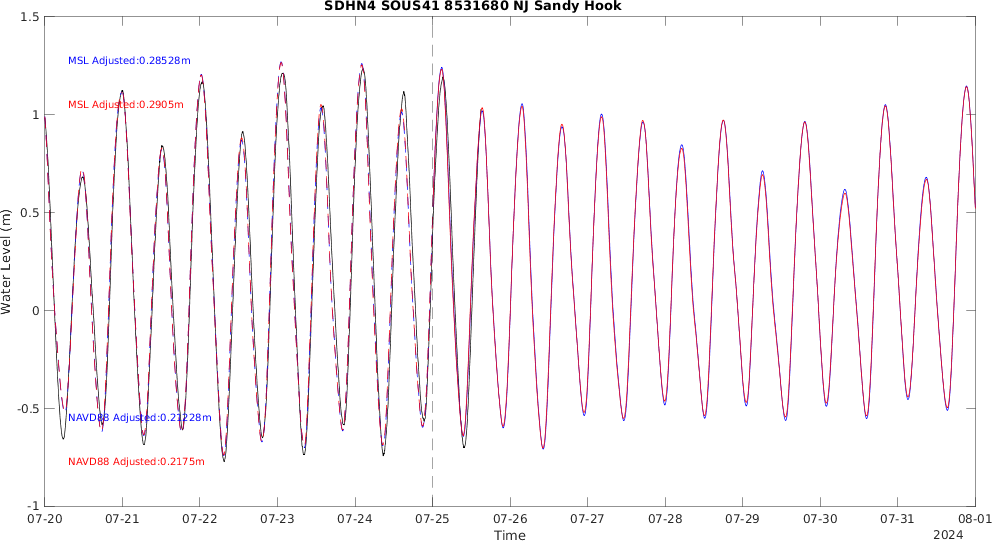 SDHN4 SOUS41 8531680 NJ Sandy Hook
1.5
MSL Adjusted:0.28528m
MSL Adjusted:0.2905m
1
0.5
Water Level (m)
0
-0.5
NAVD88 Adjusted:0.21228m
NAVD88 Adjusted:0.2175m
-1
07-20 07-21 07-22 07-23 07-24 07-25 07-26 07-27 07-28 07-29 07-30 07-31 08-01
Time
2024